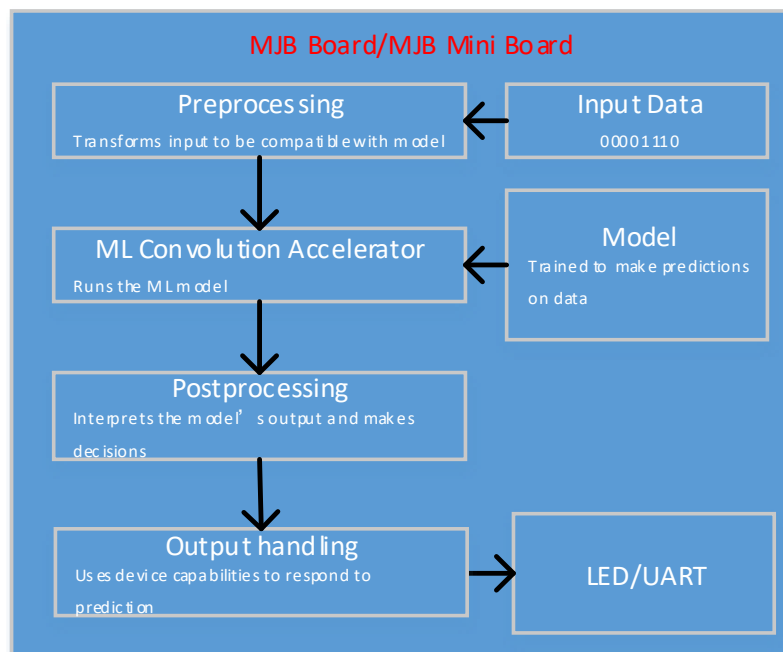 MJB Board/MJB Mini Board
Preprocessing
Transforms input to be compatible with model
Input Data
00001110
ML Convolution Accelerator
Runs the ML model
Model
Trained to make predictions
on data
Postprocessing
Interprets the model’s output and makes
decisions
Output handling
Uses device capabilities to respond to
prediction
LED/UART